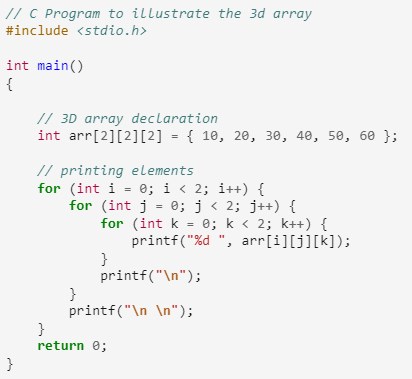 // C Program to illustrate the 3d array
#include <stdio.h>

int main()
{

    // 3D array declaration
    int arr[2][2][2] = { 10, 20, 30, 40, 50, 60 };

    // printing elements
    for (int i = 0; i < 2; i++) {
        for (int j = 0; j < 2; j++) {
            for (int k = 0; k < 2; k++) {
                printf("%d ", arr[i][j][k]);
            }
            printf("\n");
        }
        printf("\n \n");
    }
    return 0;
}